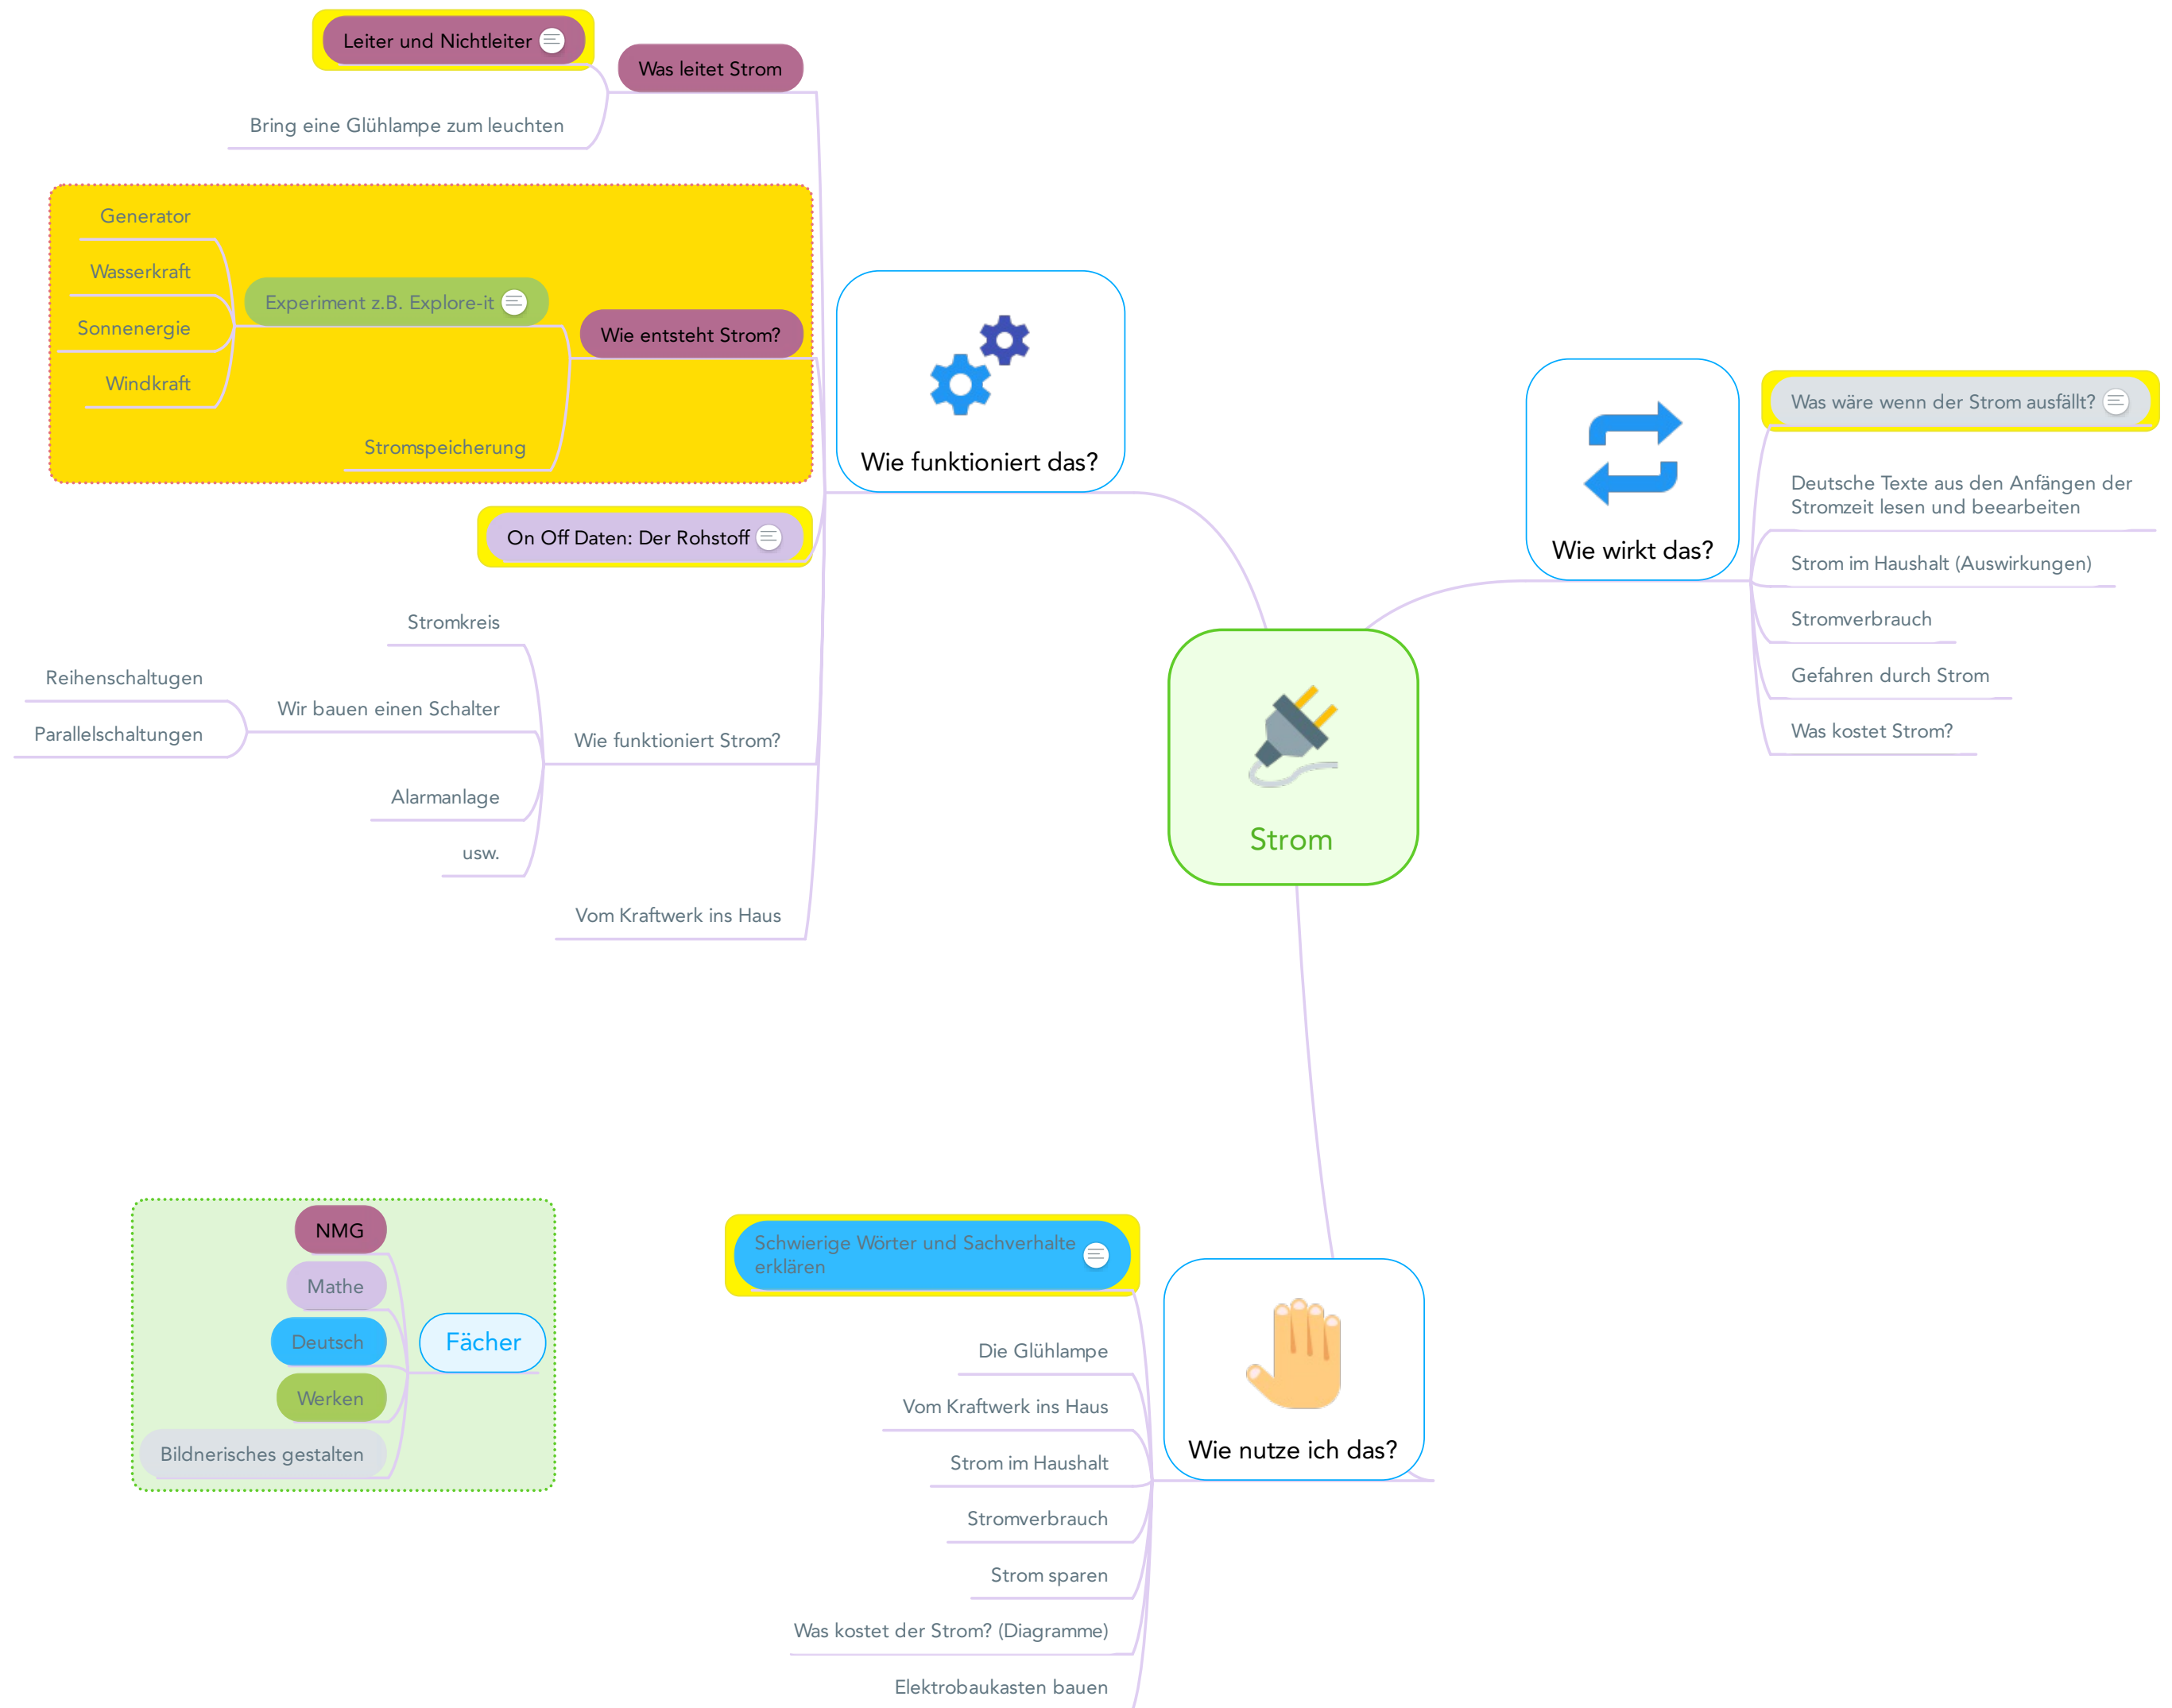 Leiter und Nichtleiter
Was leitet Strom
Bring eine Glühlampe zum leuchten
Generator
Wasserkraft
Sonnenergie
Windkraft
Experiment z.B. Explore-it
Wie entsteht Strom?
Stromspeicherung
On Off Daten: Der Rohstoff
Stromkreis
Reihenschaltugen
Parallelschaltungen
Wir bauen einen Schalter
Alarmanlage
usw.
Wie funktioniert Strom?
Vom Kraftwerk ins Haus
Wie funktioniert das?
Wie wirkt das?
Was wäre wenn der Strom ausfällt?
Deutsche Texte aus den Anfängen der
Stromzeit lesen und beearbeiten
Strom im Haushalt (Auswirkungen)
Stromverbrauch
Gefahren durch Strom
Was kostet Strom?
Strom
NMG
Mathe
Deutsch
Werken
Bildnerisches gestalten
Fächer
Schwierige Wörter und Sachverhalte
erklären
Die Glühlampe
Vom Kraftwerk ins Haus
Strom im Haushalt
Stromverbrauch
Strom sparen
Was kostet der Strom? (Diagramme)
Elektrobaukasten bauen
Wie nutze ich das?